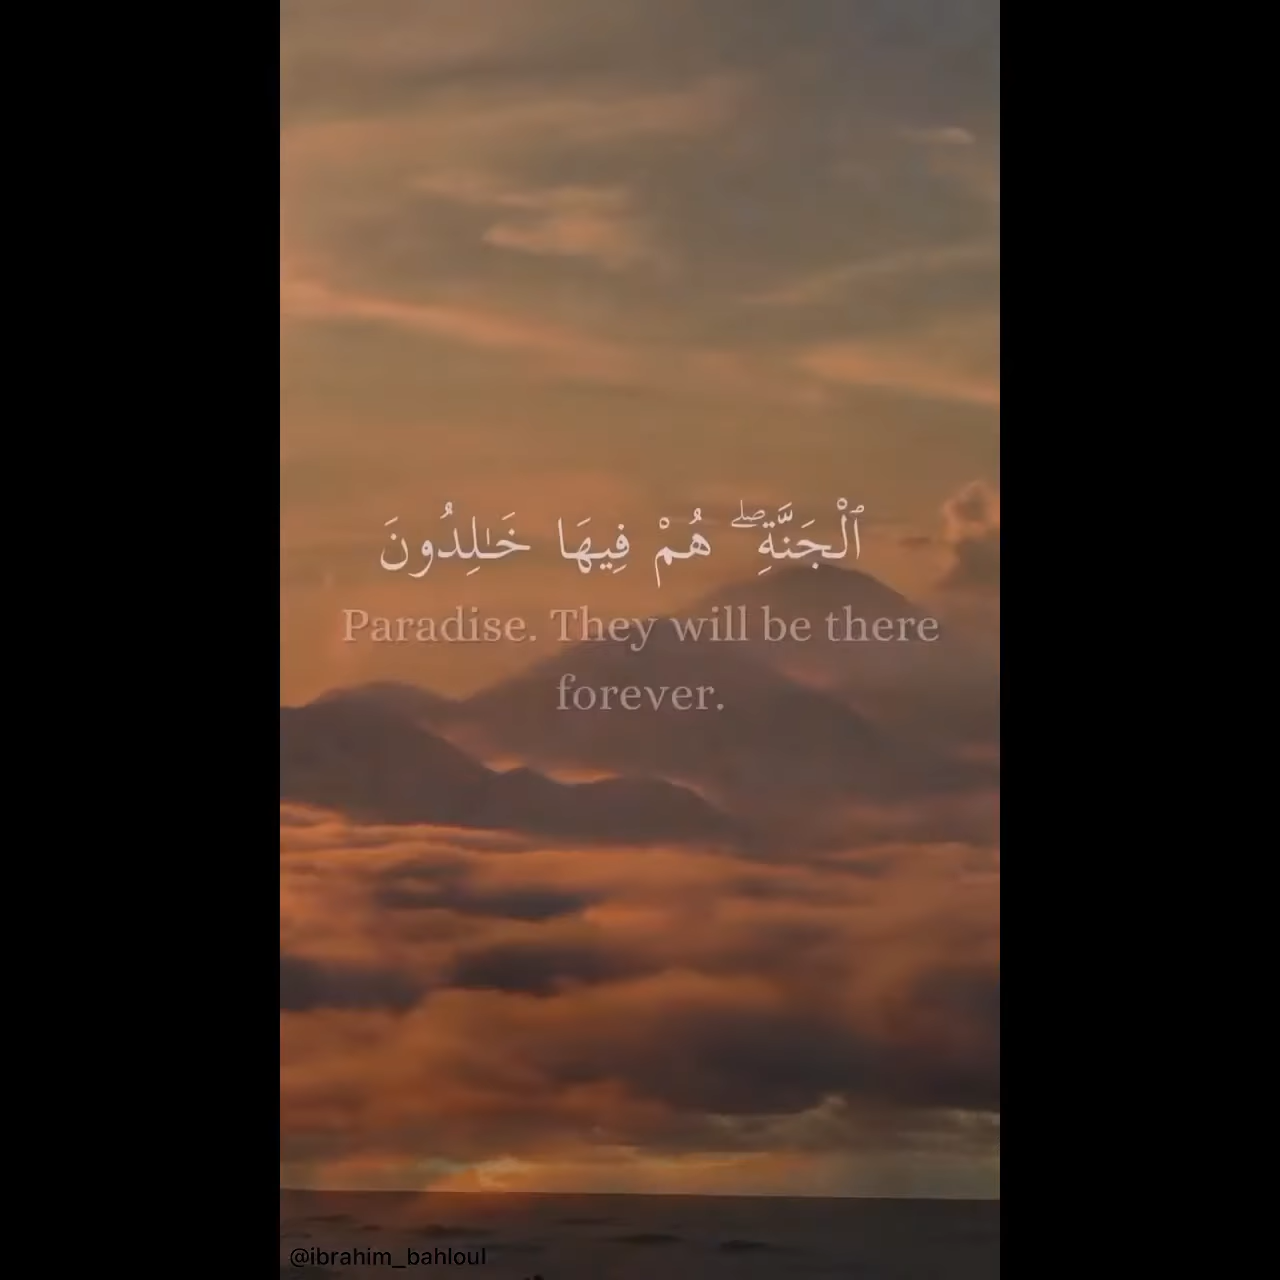 ٱلْجَنَّةِ ۖ هُمْ فِيهَا خَـٰلِدُونَ
Paradise. They will be there
forever.
@ibrahim_bahloul